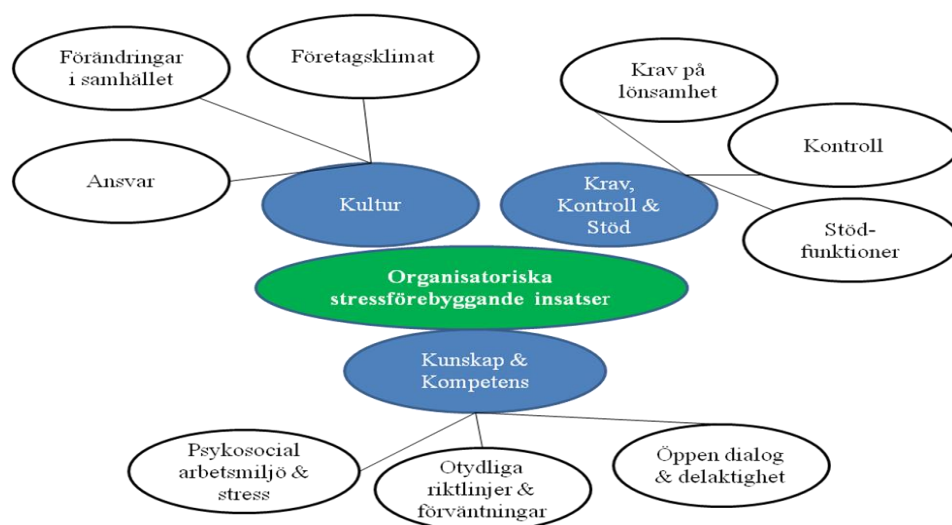 Förändringar
i samhället
Företagsklimat
Krav på
lönsamhet
Ansvar
Kultur
Krav,
Kontroll &
Stöd
Kontroll
Stöd-
funktioner
Organisatoriska
stressförebyggande insatser
Kunskap &
Kompetens
Psykosocial
arbetsmiljö &
stress
Otydliga
riktlinjer &
förväntningar
Öppen dialog
& delaktighet